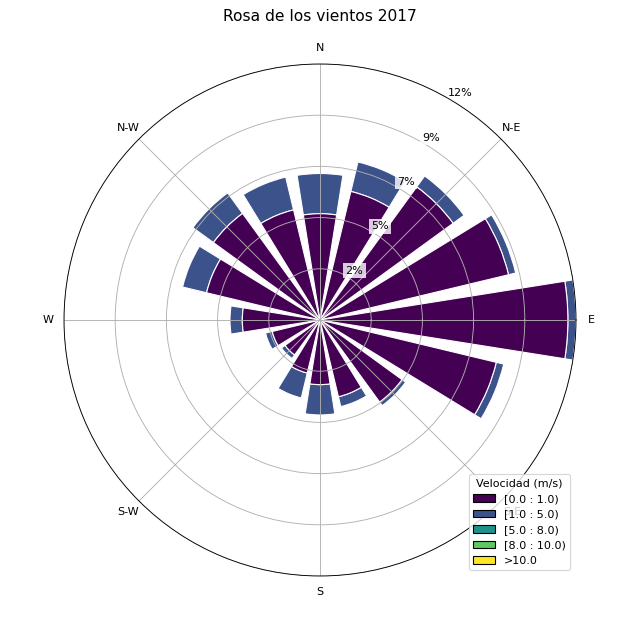 Rosa de los vientos 2017
N
12%
N-W
N-E
9%
7%
5%
2%
W
E
Velocidad (m/s)
[0.0 : 1.0)
[1.0 : 5.0)
[5.0 : 8.0)
[8.0 : 10.0)
>10.0
S-W
S